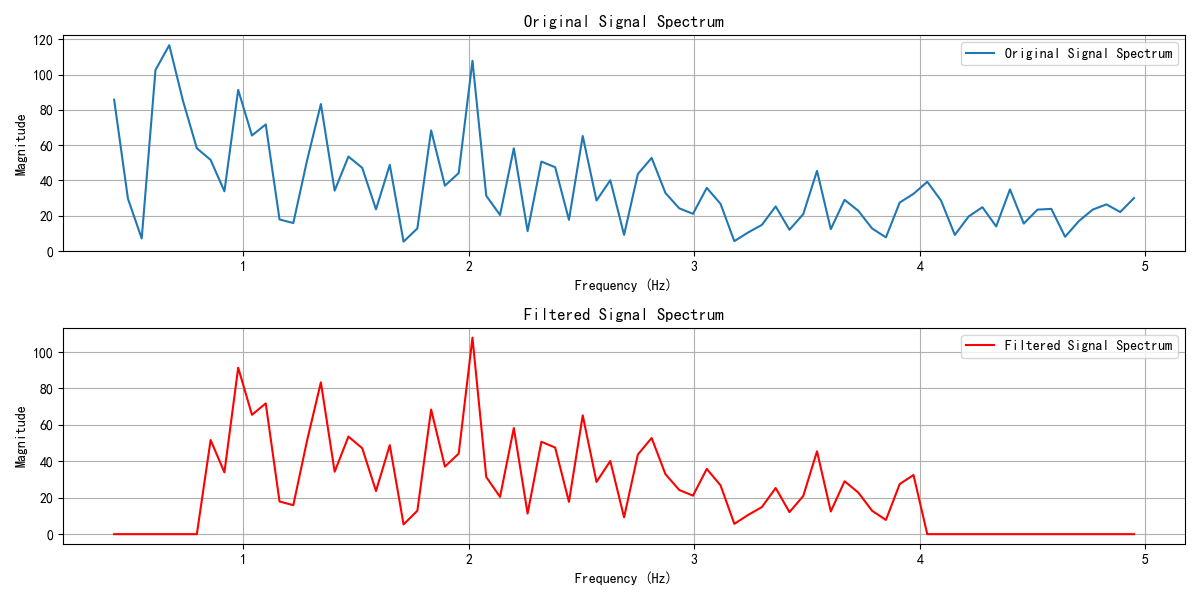 Original Signal Spectrum
120
100
80
60
40
20
0
Magnitude
Original Signal Spectrum
1 2 3 4 5
Frequency (Hz)
Filtered Signal Spectrum
100
80
60
40
20
0
Magnitude
Filtered Signal Spectrum
1 2 3 4 5
Frequency (Hz)